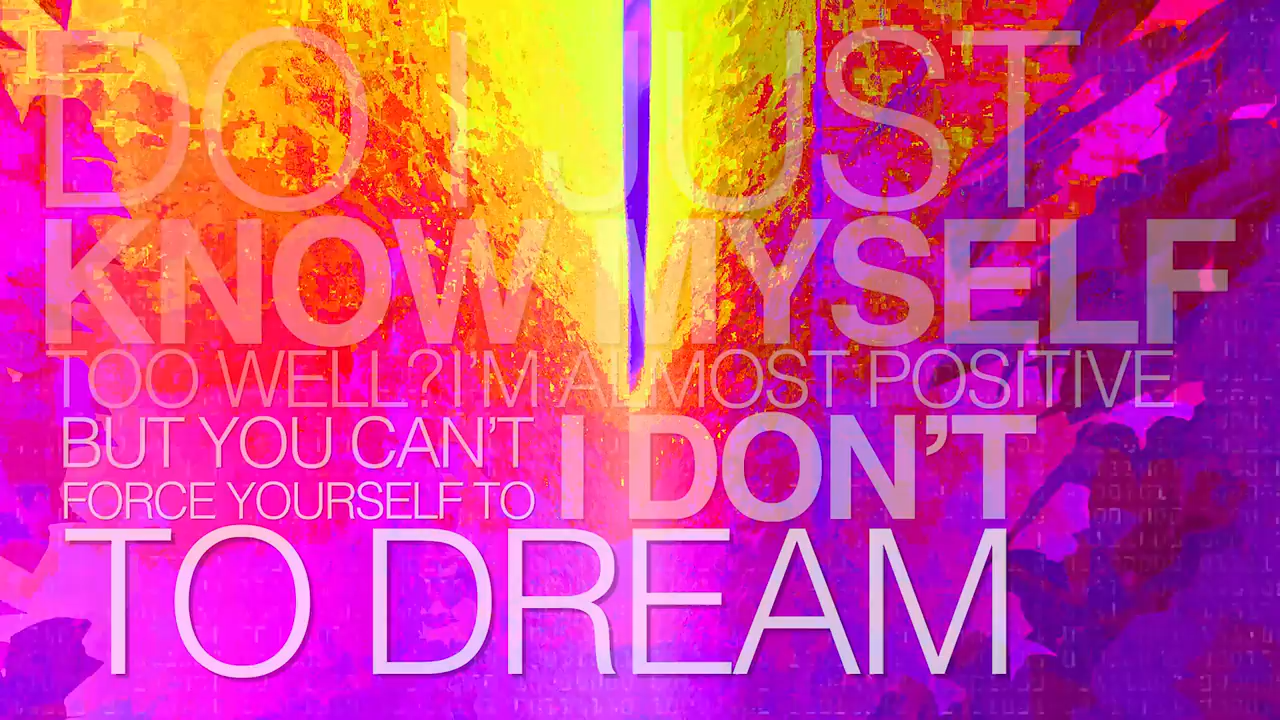 DO I JUST
KNOW MYSELF
TOO WELL?I'M ALMOST POSITIVE
BUT YOU CAN'T
FORCE YOURSELF TO
I DON'T
TO DREAM